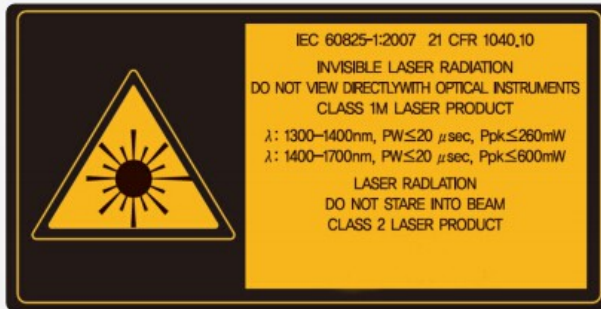 IEC 60825-1:2007 21 CFR 1040.10
INVISIBLE LASER RADIATION
DO NOT VIEW DIRECTLYWITH OPTICAL INSTRUMENTS
CLASS 1M LASER PRODUCT
λ: 1300-1400nm, PW≤20 μsec, Ppk≤260mW
λ: 1400-1700nm, PW≤20 μsec, Ppk≤600mW
LASER RADLATION
DO NOT STARE INTO BEAM
CLASS 2 LASER PRODUCT